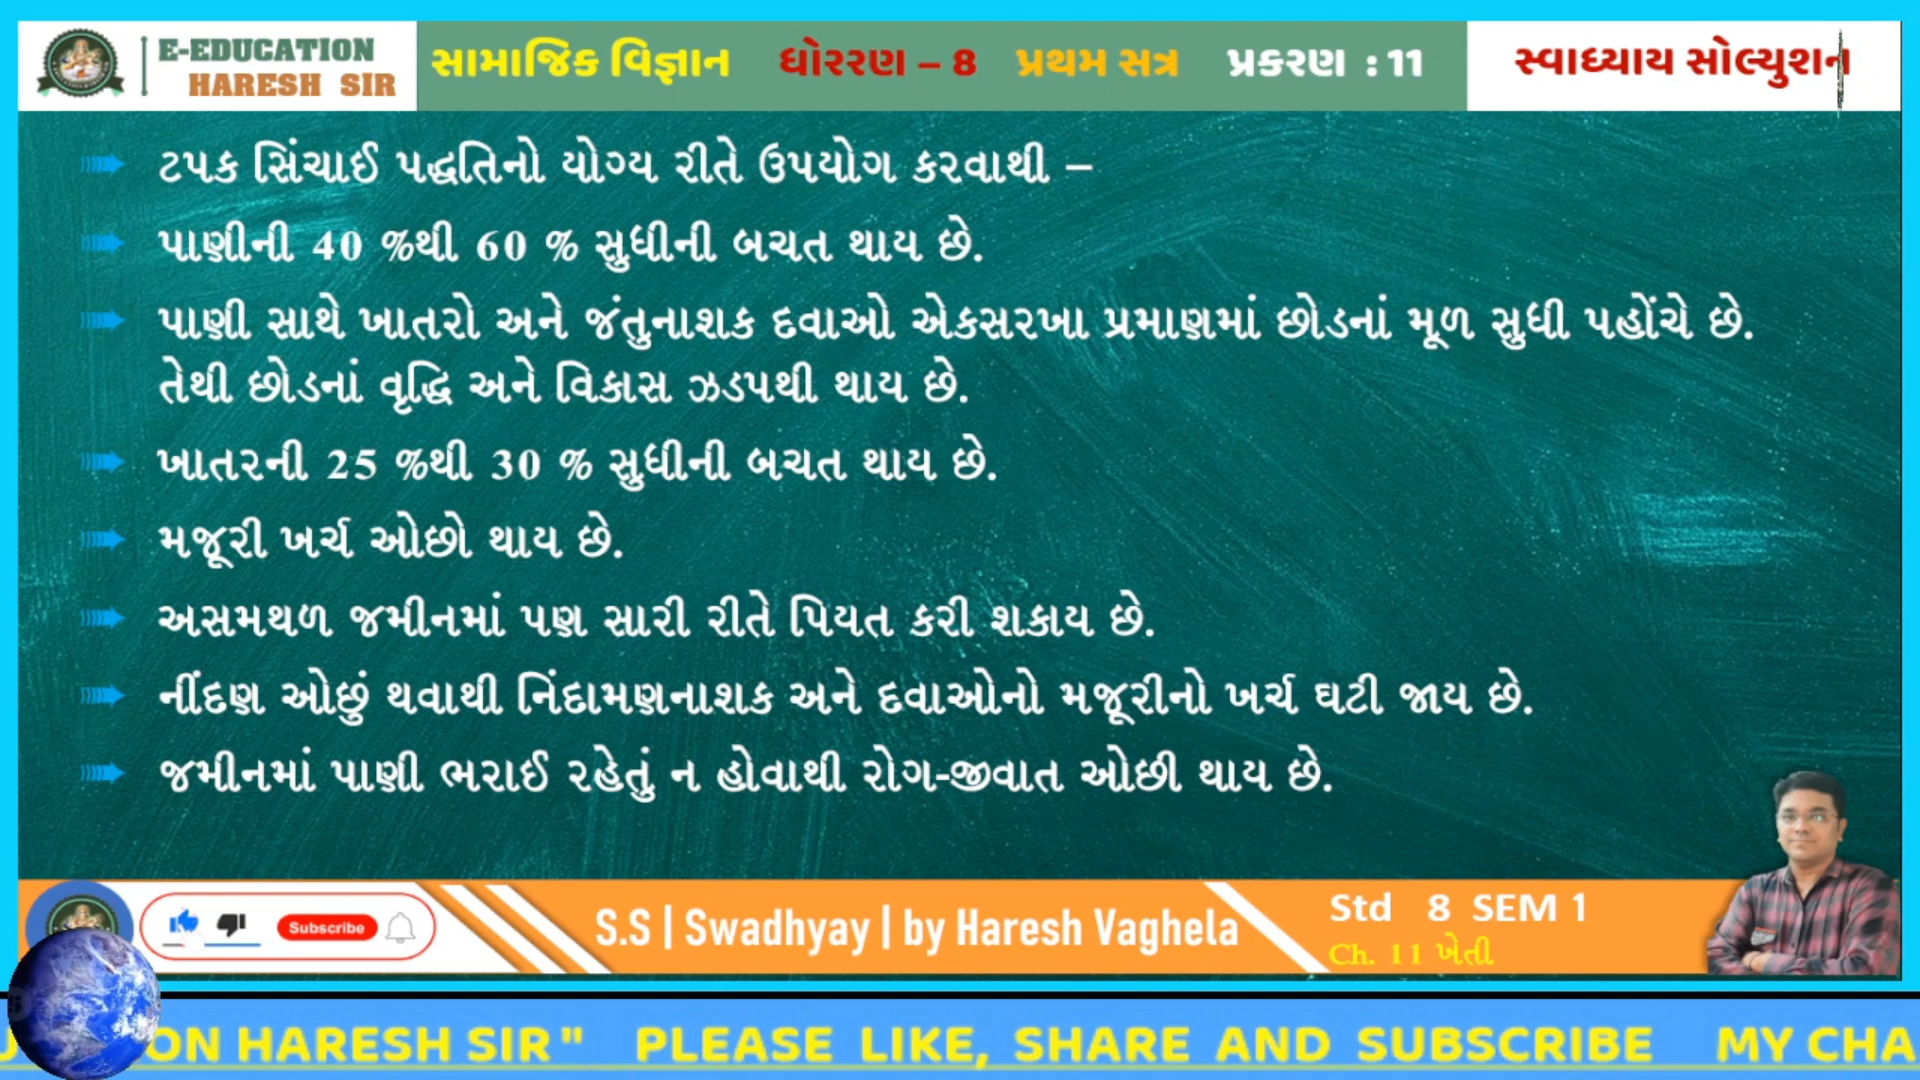 E-EDUCATION
HARESH SIR
સામાજિક વિજ્ઞાન ધોરરણ – 8 પ્રથમ સત્ર પ્રકરણ : 11
સ્વાધ્યાય સોલ્યુશન
ટપક સિંચાઈ પદ્ધતિનો યોગ્ય રીતે ઉપયોગ કરવાથી –
પાણીની 40 %થી 60 % સુધીની બચત થાય છે.
પાણી સાથે ખાતરો અને જંતુનાશક દવાઓ એકસરખા પ્રમાણમાં છોડનાં મૂળ સુધી પહોંચે છે.
તેથી છોડનાં વૃદ્ધિ અને વિકાસ ઝડપથી થાય છે.
ખાતરની 25 %થી 30 % સુધીની બચત થાય છે.
મજૂરી ખર્ચ ઓછો થાય છે.
અસમથળ જમીનમાં પણ સારી રીતે પિયત કરી શકાય છે.
નીંદણ ઓછું થવાથી નિંદામણનાશક અને દવાઓનો મજૂરીનો ખર્ચ ઘટી જાય છે.
જમીનમાં પાણી ભરાઈ રહેતું ન હોવાથી રોગ-જીવાત ઓછી થાય છે.
Subscribe
S.S | Swadhyay | by Haresh Vaghela
Std 8 SEM 1
Ch. 11 ખેતી
ON HARESH SIR " PLEASE LIKE, SHARE AND SUBSCRIBE MY CHA